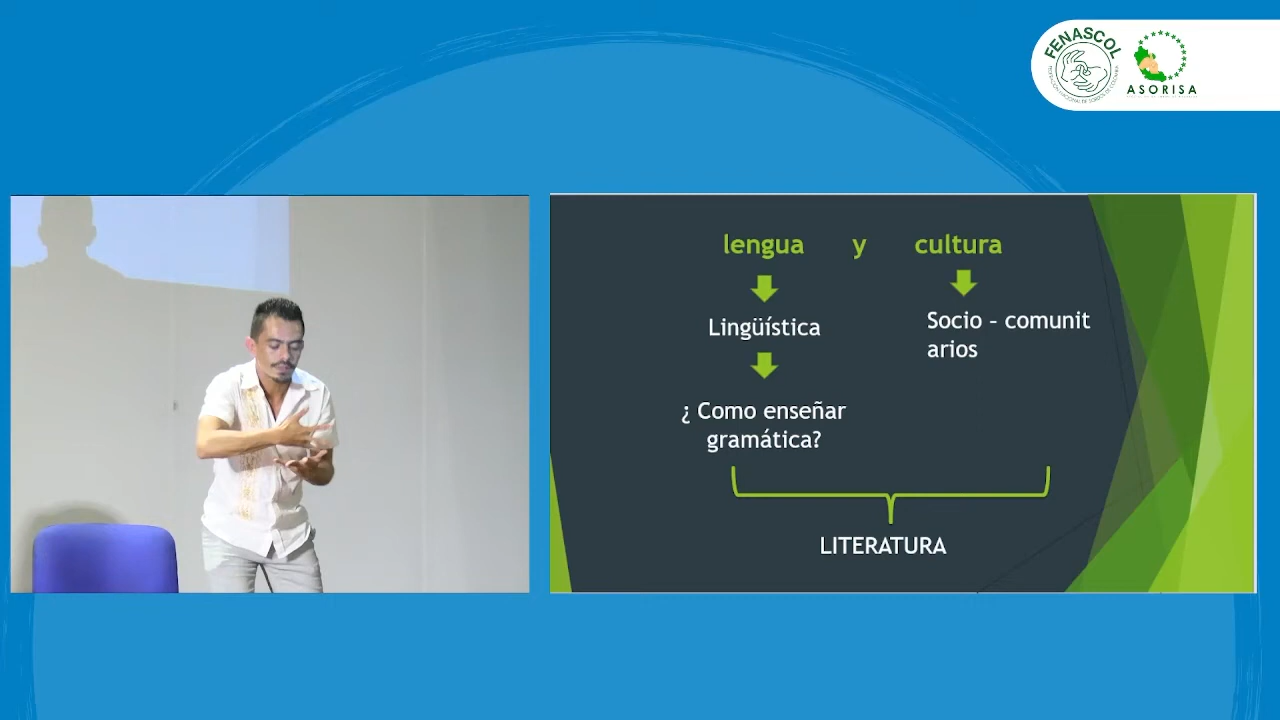 FENASCOL
ASORISA
lengua y cultura
Lingüística
Socio - comunit
arios
¿ Como enseñar
gramática?
LITERATURA